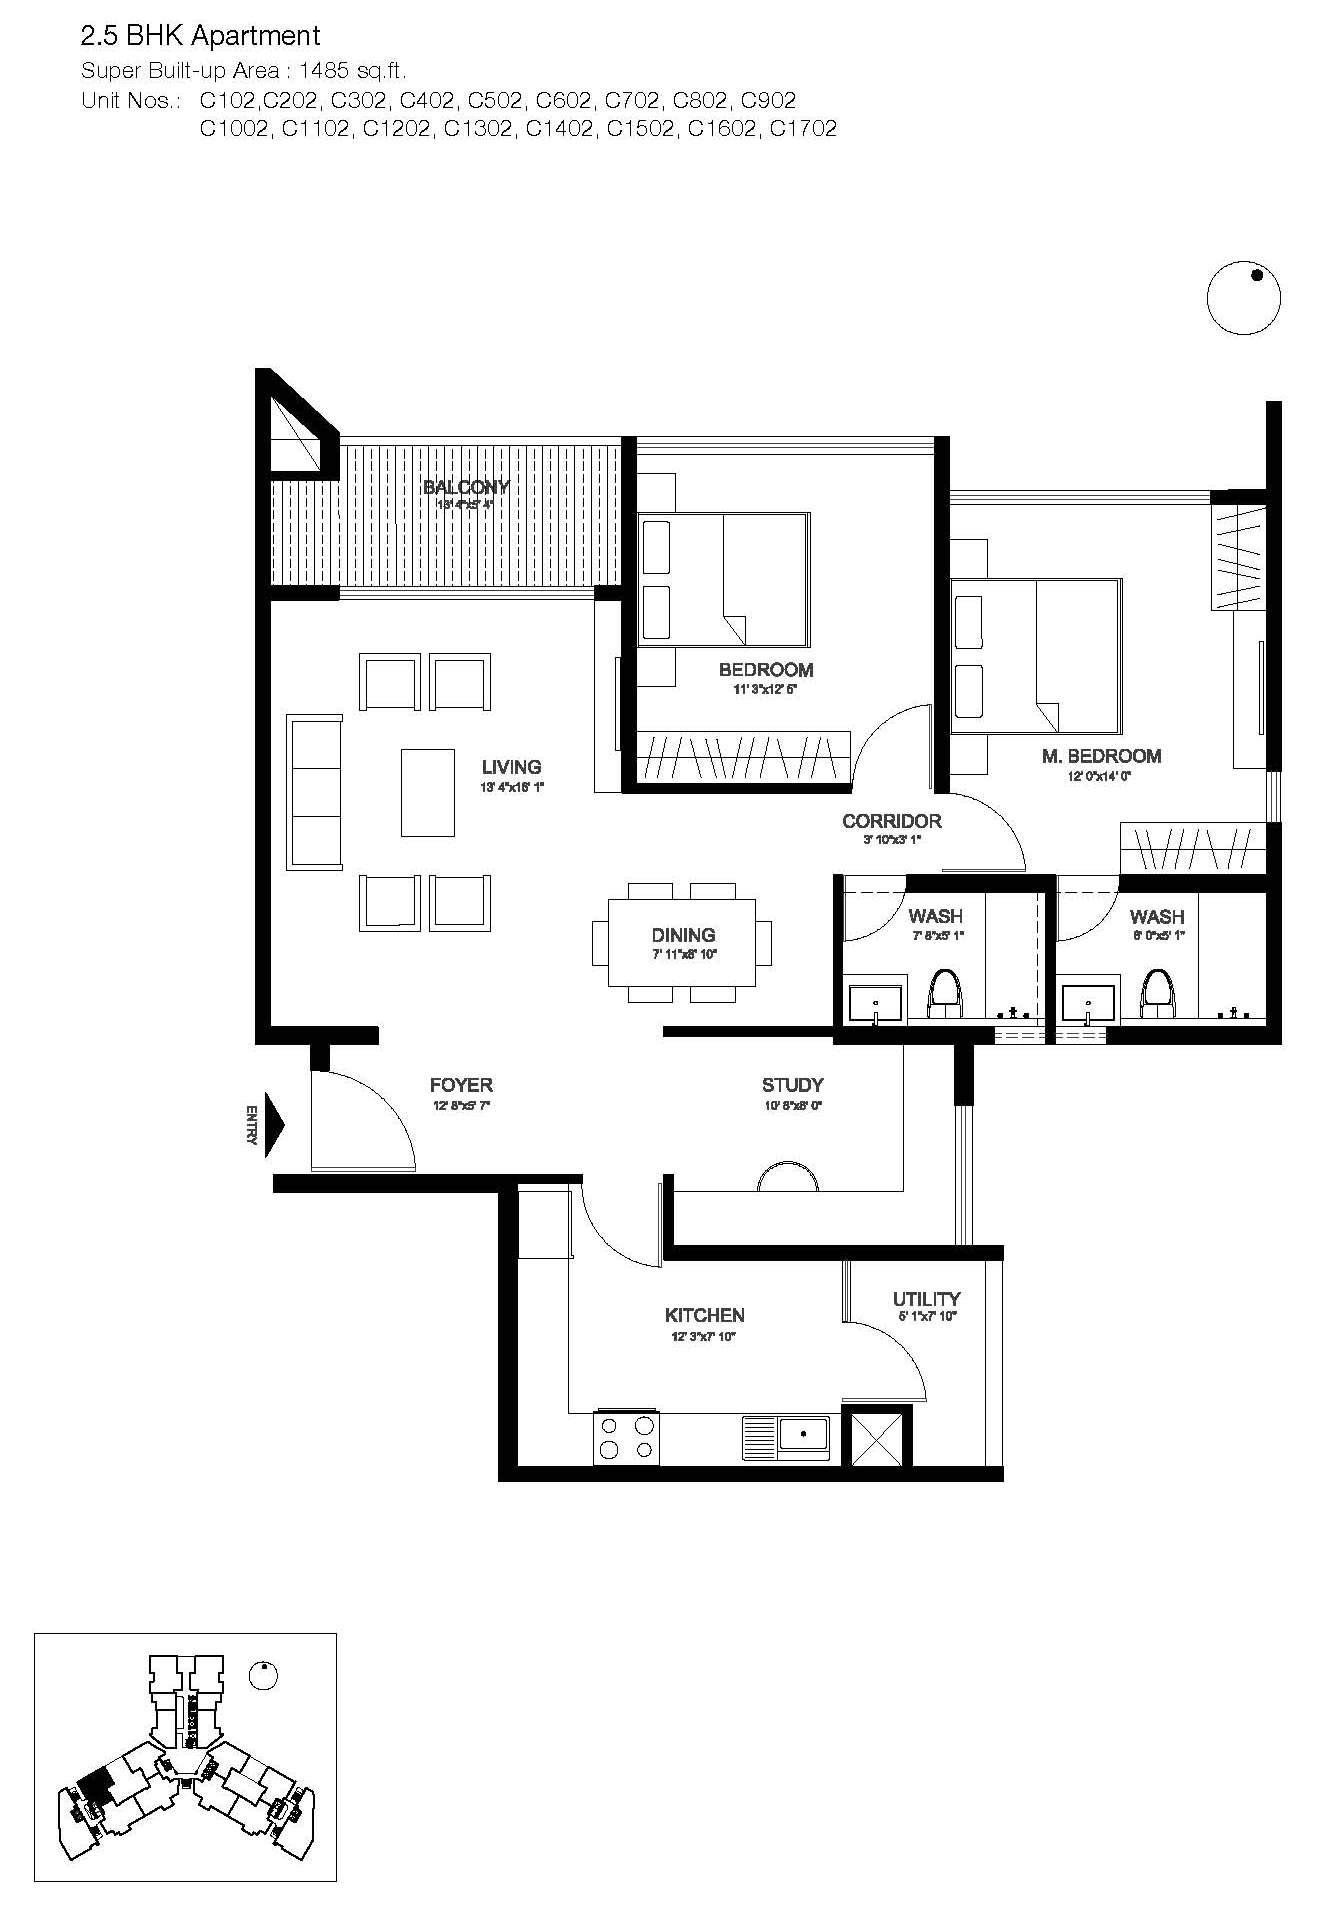 2.5 BHK Apartment
Super Built-up Area : 1485 sq.ft.
Unit Nos.: C102,C202, C302, C402, C502, C602, C702, C802, C902
C1002, C1102, C1202, C1302, C1402, C1502, C1602, C1702
BALCONY
13' 4"x5' 4"
BEDROOM
11' 3"x12' 6"
LIVING
13' 4"x16' 1"
M. BEDROOM
12' 0"x14' 0"
CORRIDOR
3' 10"x3' 1"
WASH
7' 8"x5' 1"
WASH
8' 0"x5' 1"
DINING
7' 11"x8' 10"
FOYER
12' 8"x5' 7"
STUDY
10' 8"x8' 0"
ENTRY
KITCHEN
12' 3"x7' 10"
UTILITY
5' 1"x7' 10"